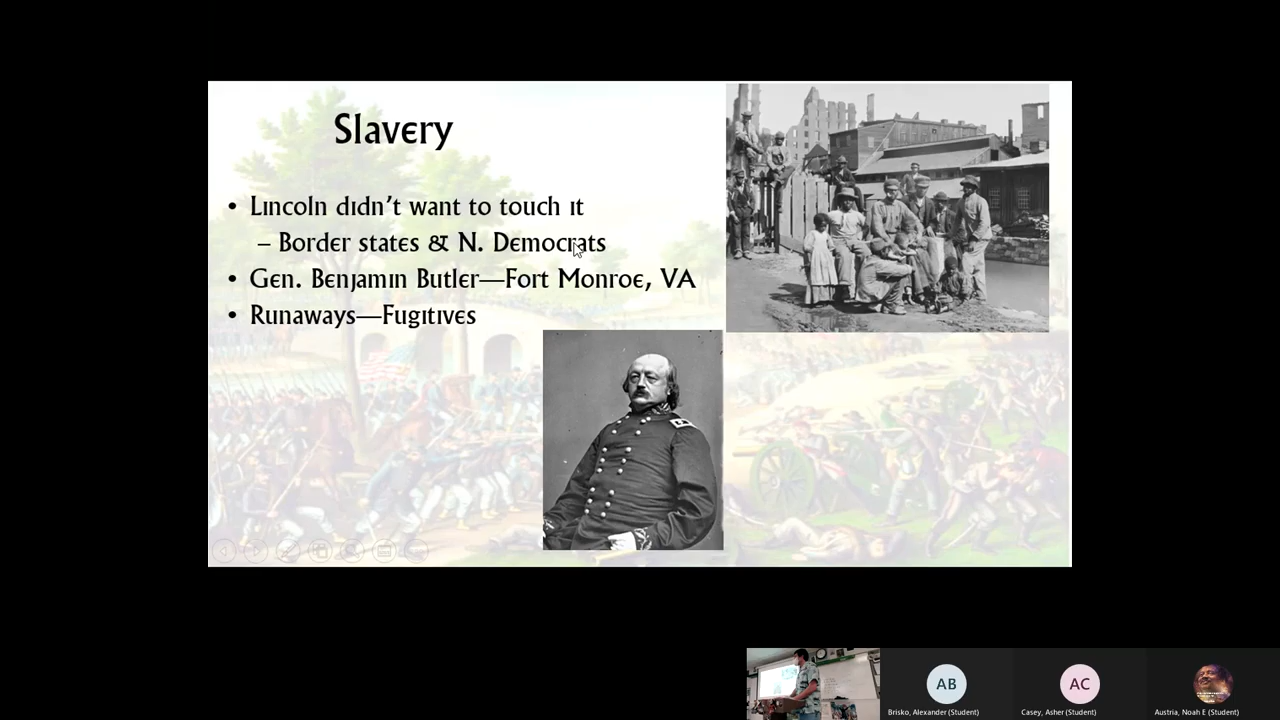 Slavery
• Lincoln didn't want to touch it
– Border states & N. Democrats
• Gen. Benjamin Butler—Fort Monroe, VA
• Runaways—Fugitives
AB
AC
Brisko, Alexander (Student)
Casey, Asher (Student)
Austria, Noah E (Student)